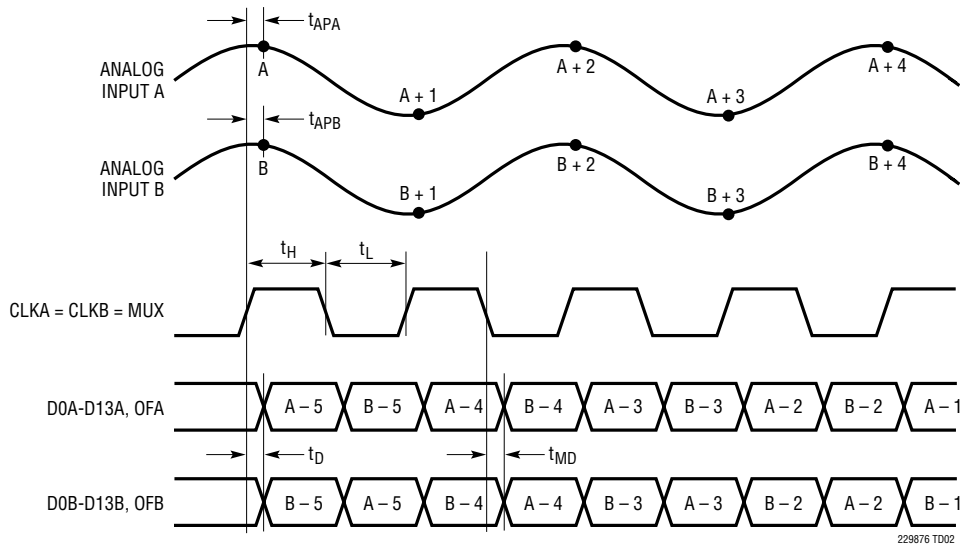 tAPA
ANALOG
INPUT A
A
A + 1
A + 2
A + 3
A + 4
tAPB
ANALOG
INPUT B
B
B + 1
B + 2
B + 3
B + 4
tH
tL
CLKA = CLKB = MUX
D0A-D13A, OFA
A – 5
B – 5
A – 4
B – 4
A – 3
B – 3
A – 2
B – 2
A – 1
tD
tMD
D0B-D13B, OFB
B – 5
A – 5
B – 4
A – 4
B – 3
A – 3
B – 2
A – 2
B – 1
229876 TD02